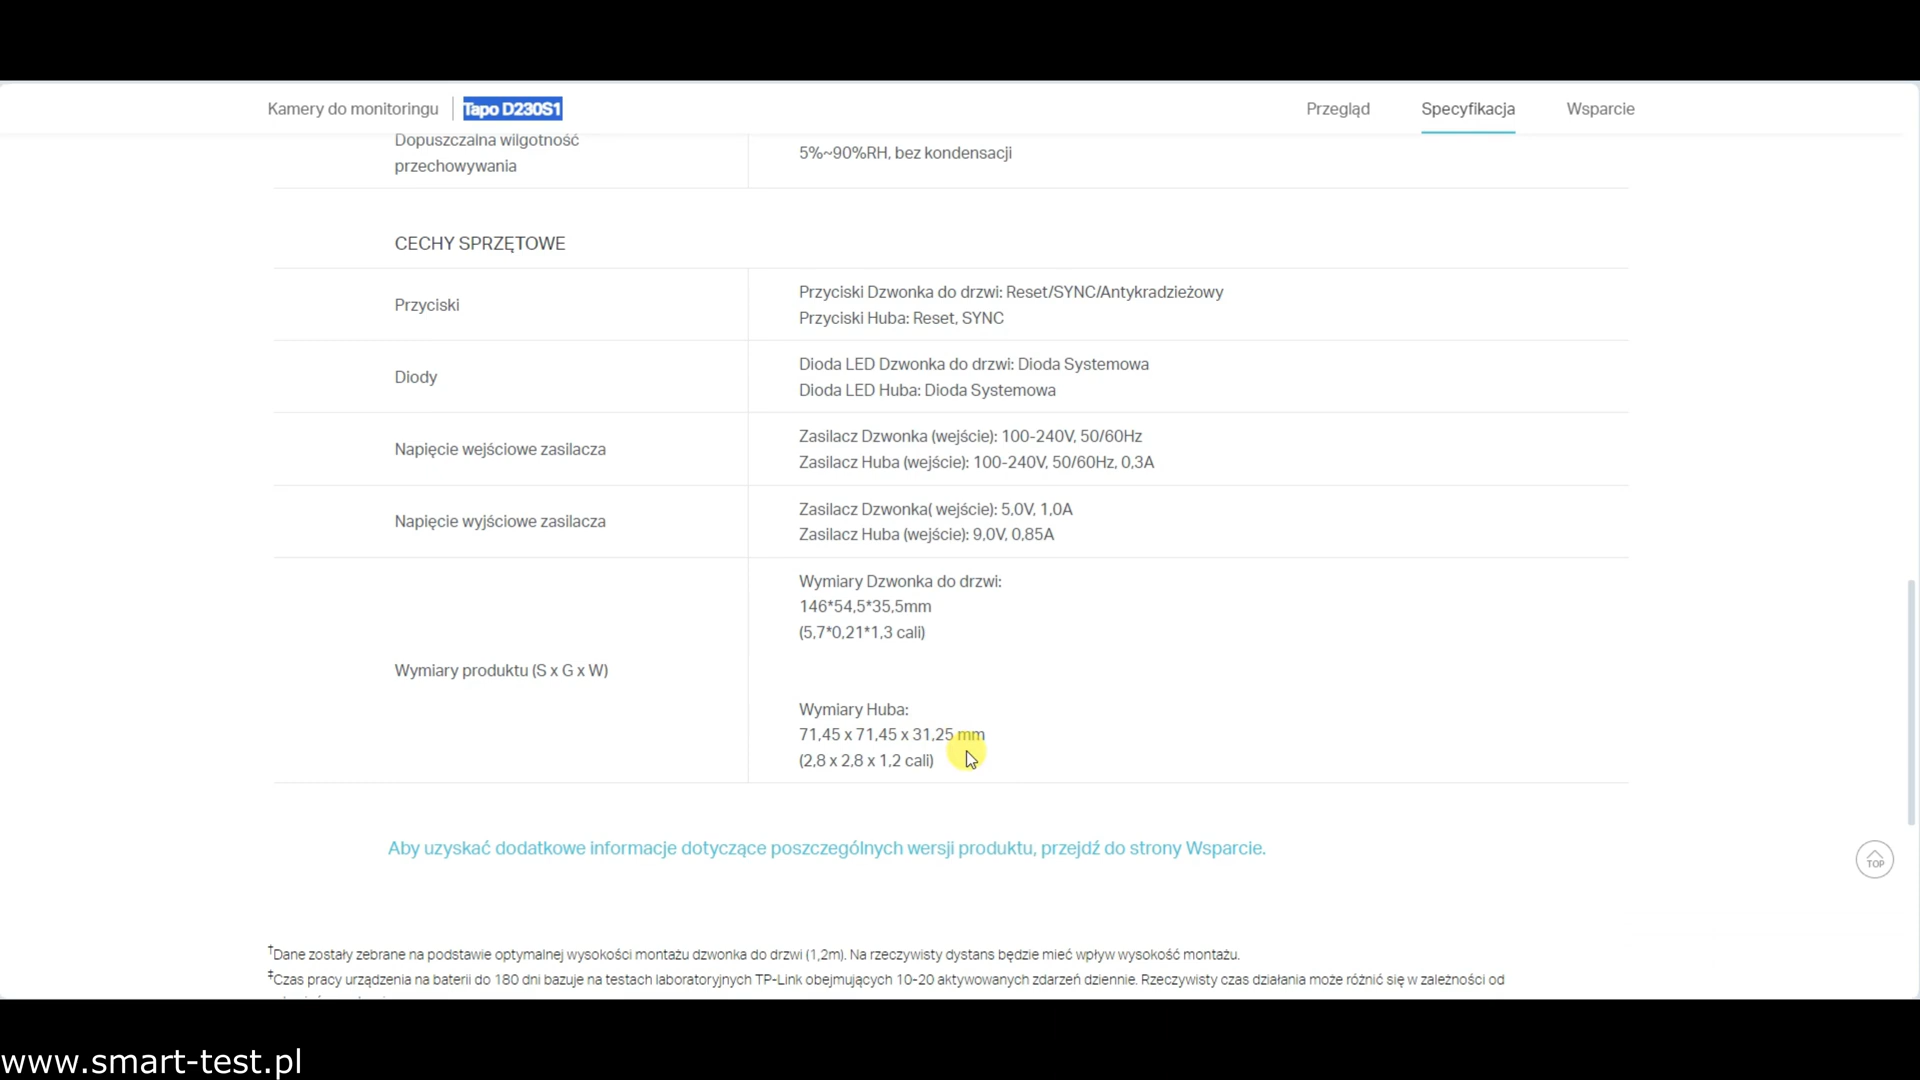 Kamery do monitoringu
Tapo D230S1
Przegląd
Specyfikacja
Wsparcie
Dopuszczalna wilgotność
przechowywania
5%~90%RH, bez kondensacji
CECHY SPRZĘTOWE
Przyciski
Przyciski Dzwonka do drzwi: Reset/SYNC/Antykradzieżowy
Przyciski Huba: Reset, SYNC
Diody
Dioda LED Dzwonka do drzwi: Dioda Systemowa
Dioda LED Huba: Dioda Systemowa
Napięcie wejściowe zasilacza
Zasilacz Dzwonka (wejście): 100-240V, 50/60Hz
Zasilacz Huba (wejście): 100-240V, 50/60Hz, 0,3A
Napięcie wyjściowe zasilacza
Zasilacz Dzwonka( wejście): 5,0V, 1,0A
Zasilacz Huba (wejście): 9,0V, 0,85A
Wymiary produktu (S x G x W)
Wymiary Dzwonka do drzwi:
146*54,5*35,5mm
(5,7*0,21*1,3 cali)
Wymiary Huba:
71,45 x 71,45 x 31,25 mm
(2,8 x 2,8 x 1,2 cali)
Aby uzyskać dodatkowe informacje dotyczące poszczególnych wersji produktu, przejdź do strony Wsparcie.
TOP
†Dane zostały zebrane na podstawie optymalnej wysokości montażu dzwonka do drzwi (1,2m). Na rzeczywisty dystans będzie mieć wpływ wysokość montażu.
‡Czas pracy urządzenia na baterii do 180 dni bazuje na testach laboratoryjnych TP-Link obejmujących 10-20 aktywowanych zdarzeń dziennie. Rzeczywisty czas działania może różnić się w zależności od
www.smart-test.pl